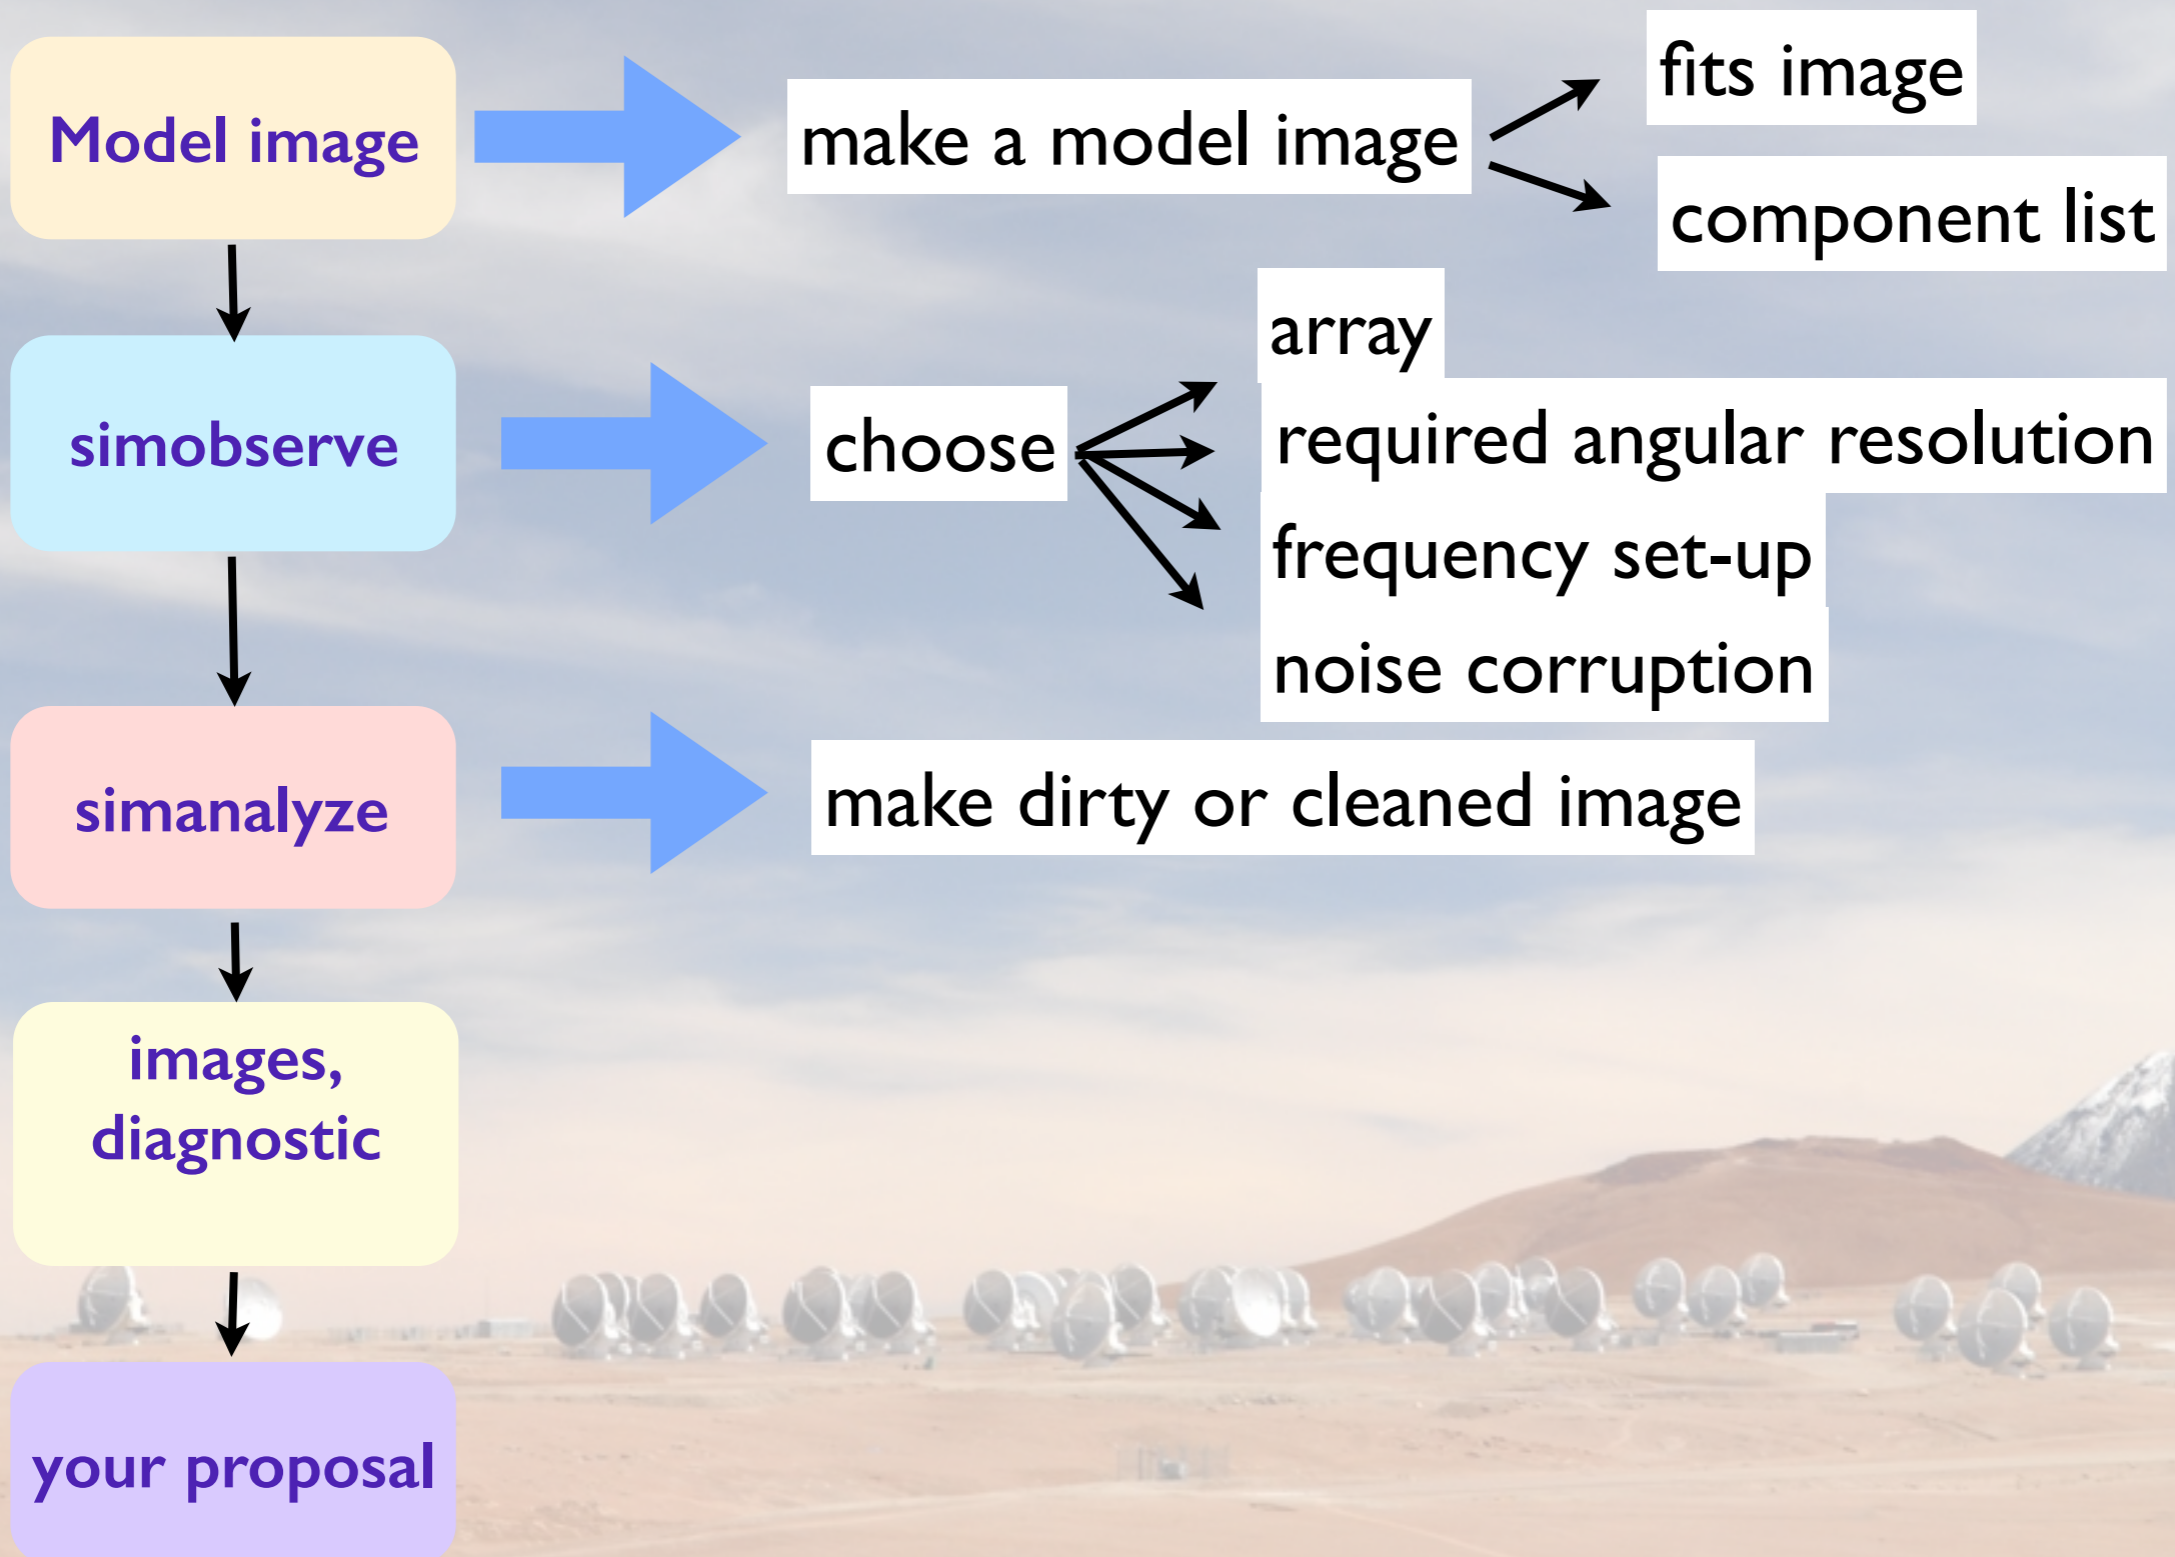 Model image
make a model image
fits image
component list
simobserve
choose
array
required angular resolution
frequency set-up
noise corruption
simanalyze
make dirty or cleaned image
images,
diagnostic
your proposal